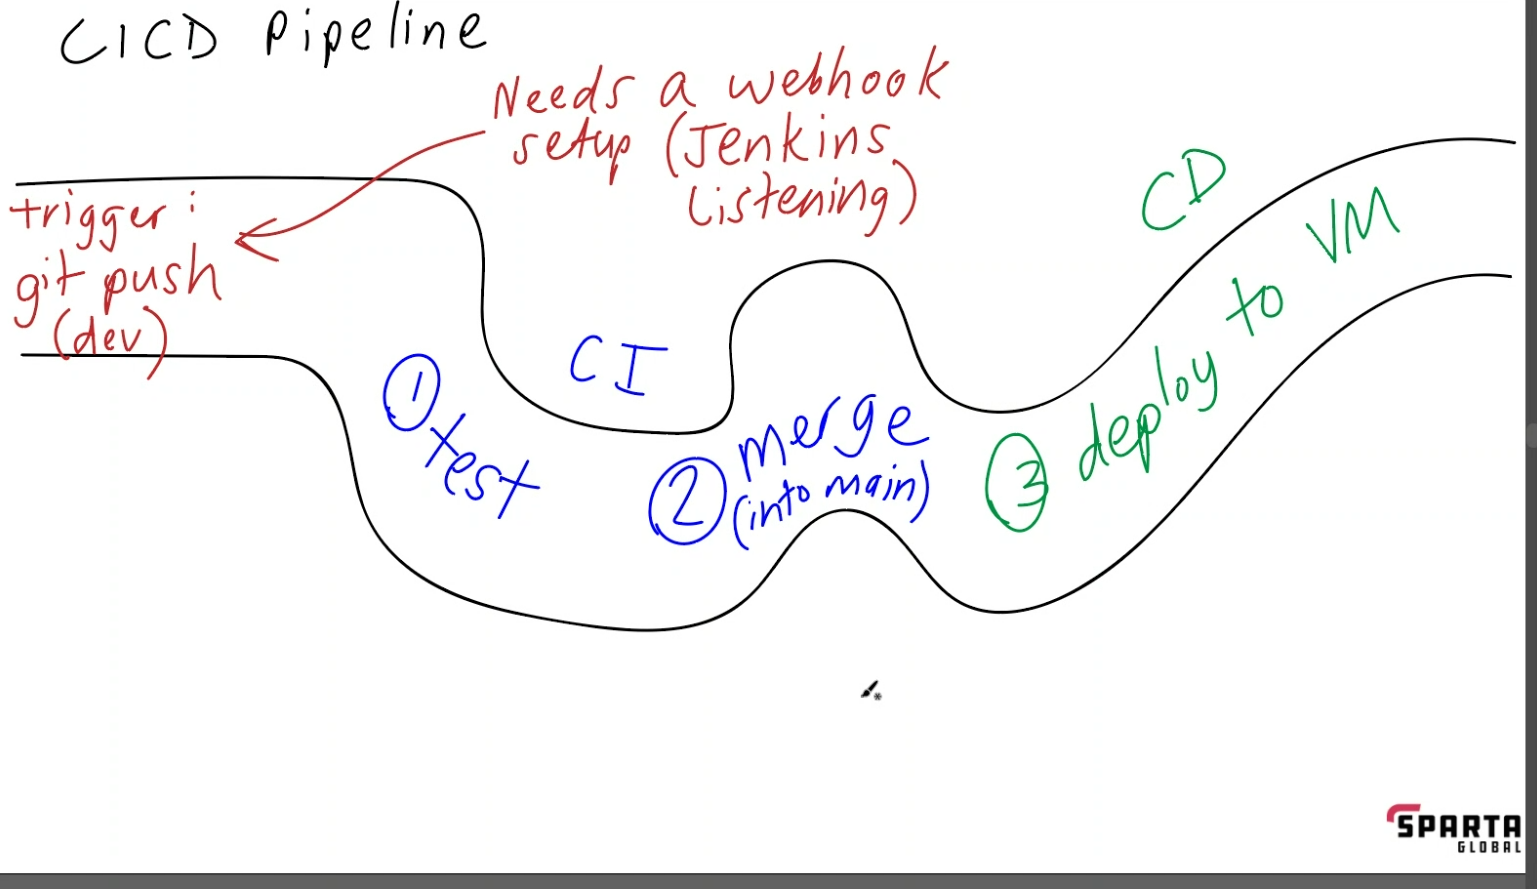 CICD Pipeline
Needs a webhook
setup (Jenkins
Listening)
trigger:
git push
(dev)
CI
1 test
2 merge
(into main)
CD
3 deploy to VM
SPARTA
GLOBAL